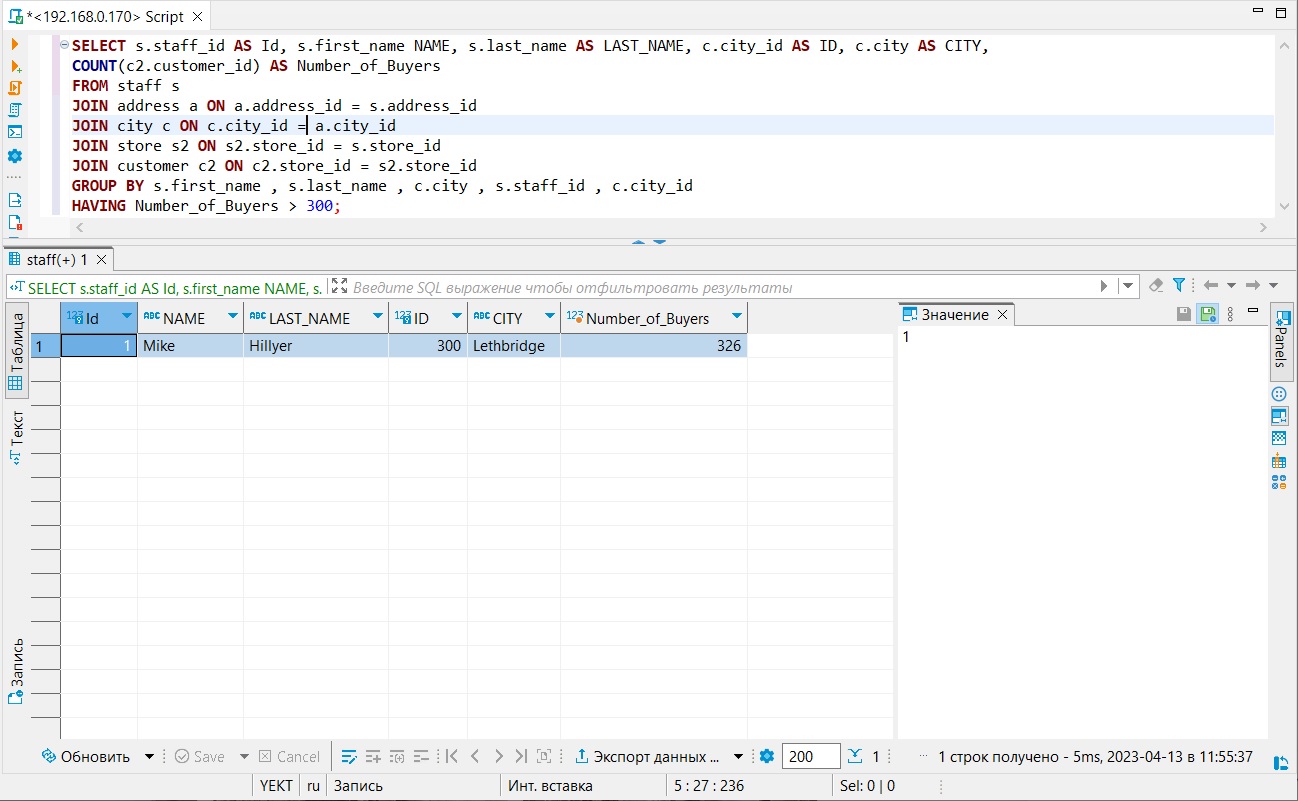 *<192.168.0.170> Script
SELECT s.staff_id AS Id, s.first_name NAME, s.last_name AS LAST_NAME, c.city_id AS ID, c.city AS CITY,
COUNT(c2.customer_id) AS Number_of_Buyers
FROM staff s
JOIN address a ON a.address_id = s.address_id
JOIN city c ON c.city_id = a.city_id
JOIN store s2 ON s2.store_id = s.store_id
JOIN customer c2 ON c2.store_id = s2.store_id
GROUP BY s.first_name , s.last_name , c.city , s.staff_id , c.city_id
HAVING Number_of_Buyers > 300;
staff(+) 1
SELECT s.staff_id AS Id, s.first_name NAME, s. Введите SQL выражение чтобы отфильтровать результаты
Таблица
Текст
Запись
123 Id ABC NAME ABC LAST_NAME 123 ID ABC CITY 123 Number_of_Buyers
1 1 Mike Hillyer 300 Lethbridge 326
Значение
1
Panels
Обновить Save Cancel Экспорт данных ... 200 1 1 строк получено - 5ms, 2023-04-13 в 11:55:37
YEKT ru Запись Инт. вставка 5 : 27 : 236 Sel: 0 | 0